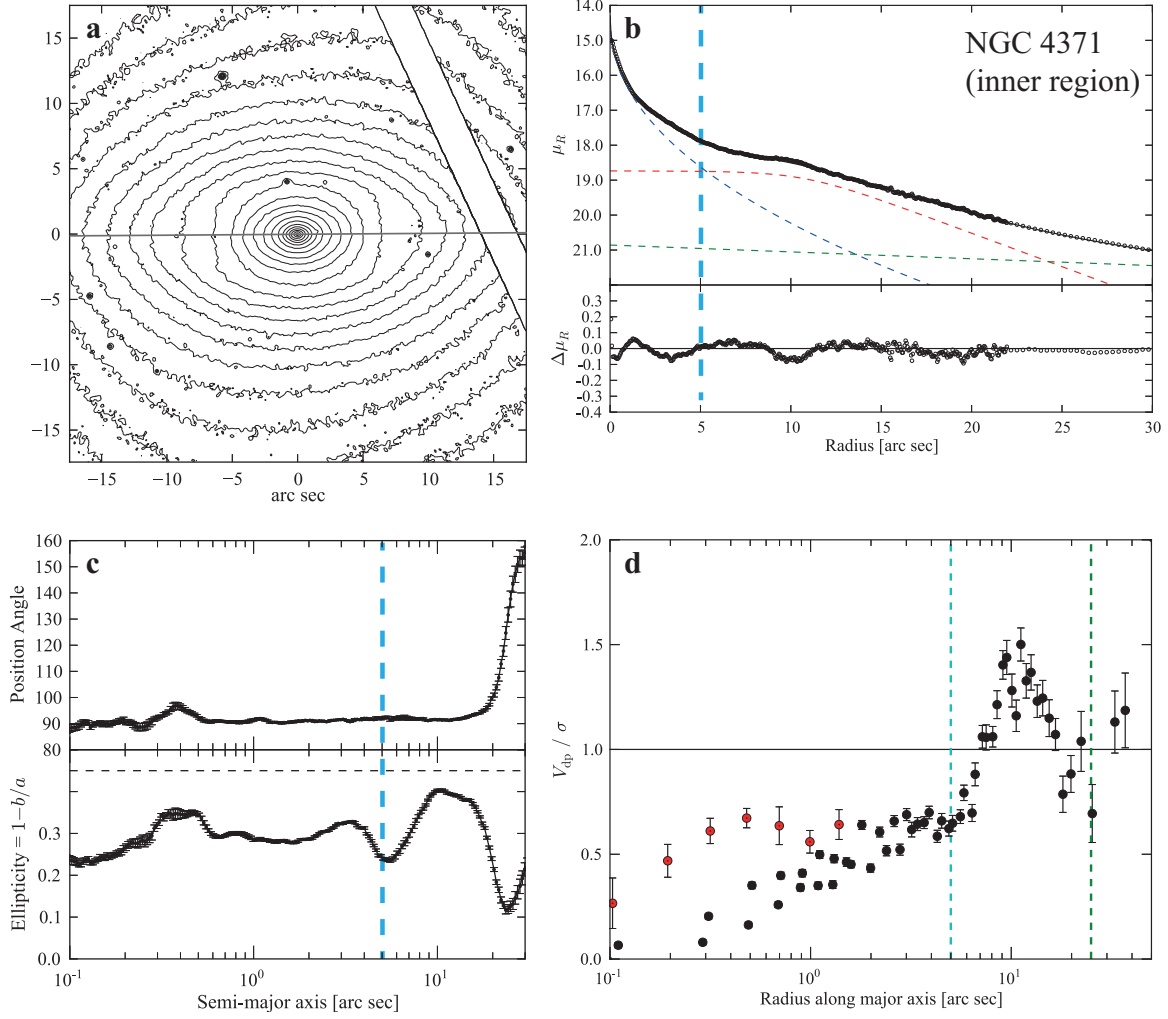 a
15
10
5
0
−5
−10
−15
−15 −10 −5 0 5 10 15
arc sec
b
NGC 4371
(inner region)
14.0
15.0
16.0
17.0
18.0
19.0
20.0
21.0
μR
0.3
0.2
0.1
0.0
-0.1
-0.2
-0.3
-0.4
ΔμR
0 5 10 15 20 25 30
Radius [arc sec]
c
160
150
140
130
120
110
100
90
80
Position Angle
0.3
0.2
0.1
0.0
Ellipticity = 1−b/a
10⁻¹ 10⁰ 10¹
Semi-major axis [arc sec]
d
2.0
1.5
1.0
0.5
0.0
Vdp / σ
10⁻¹ 10⁰ 10¹
Radius along major axis [arc sec]